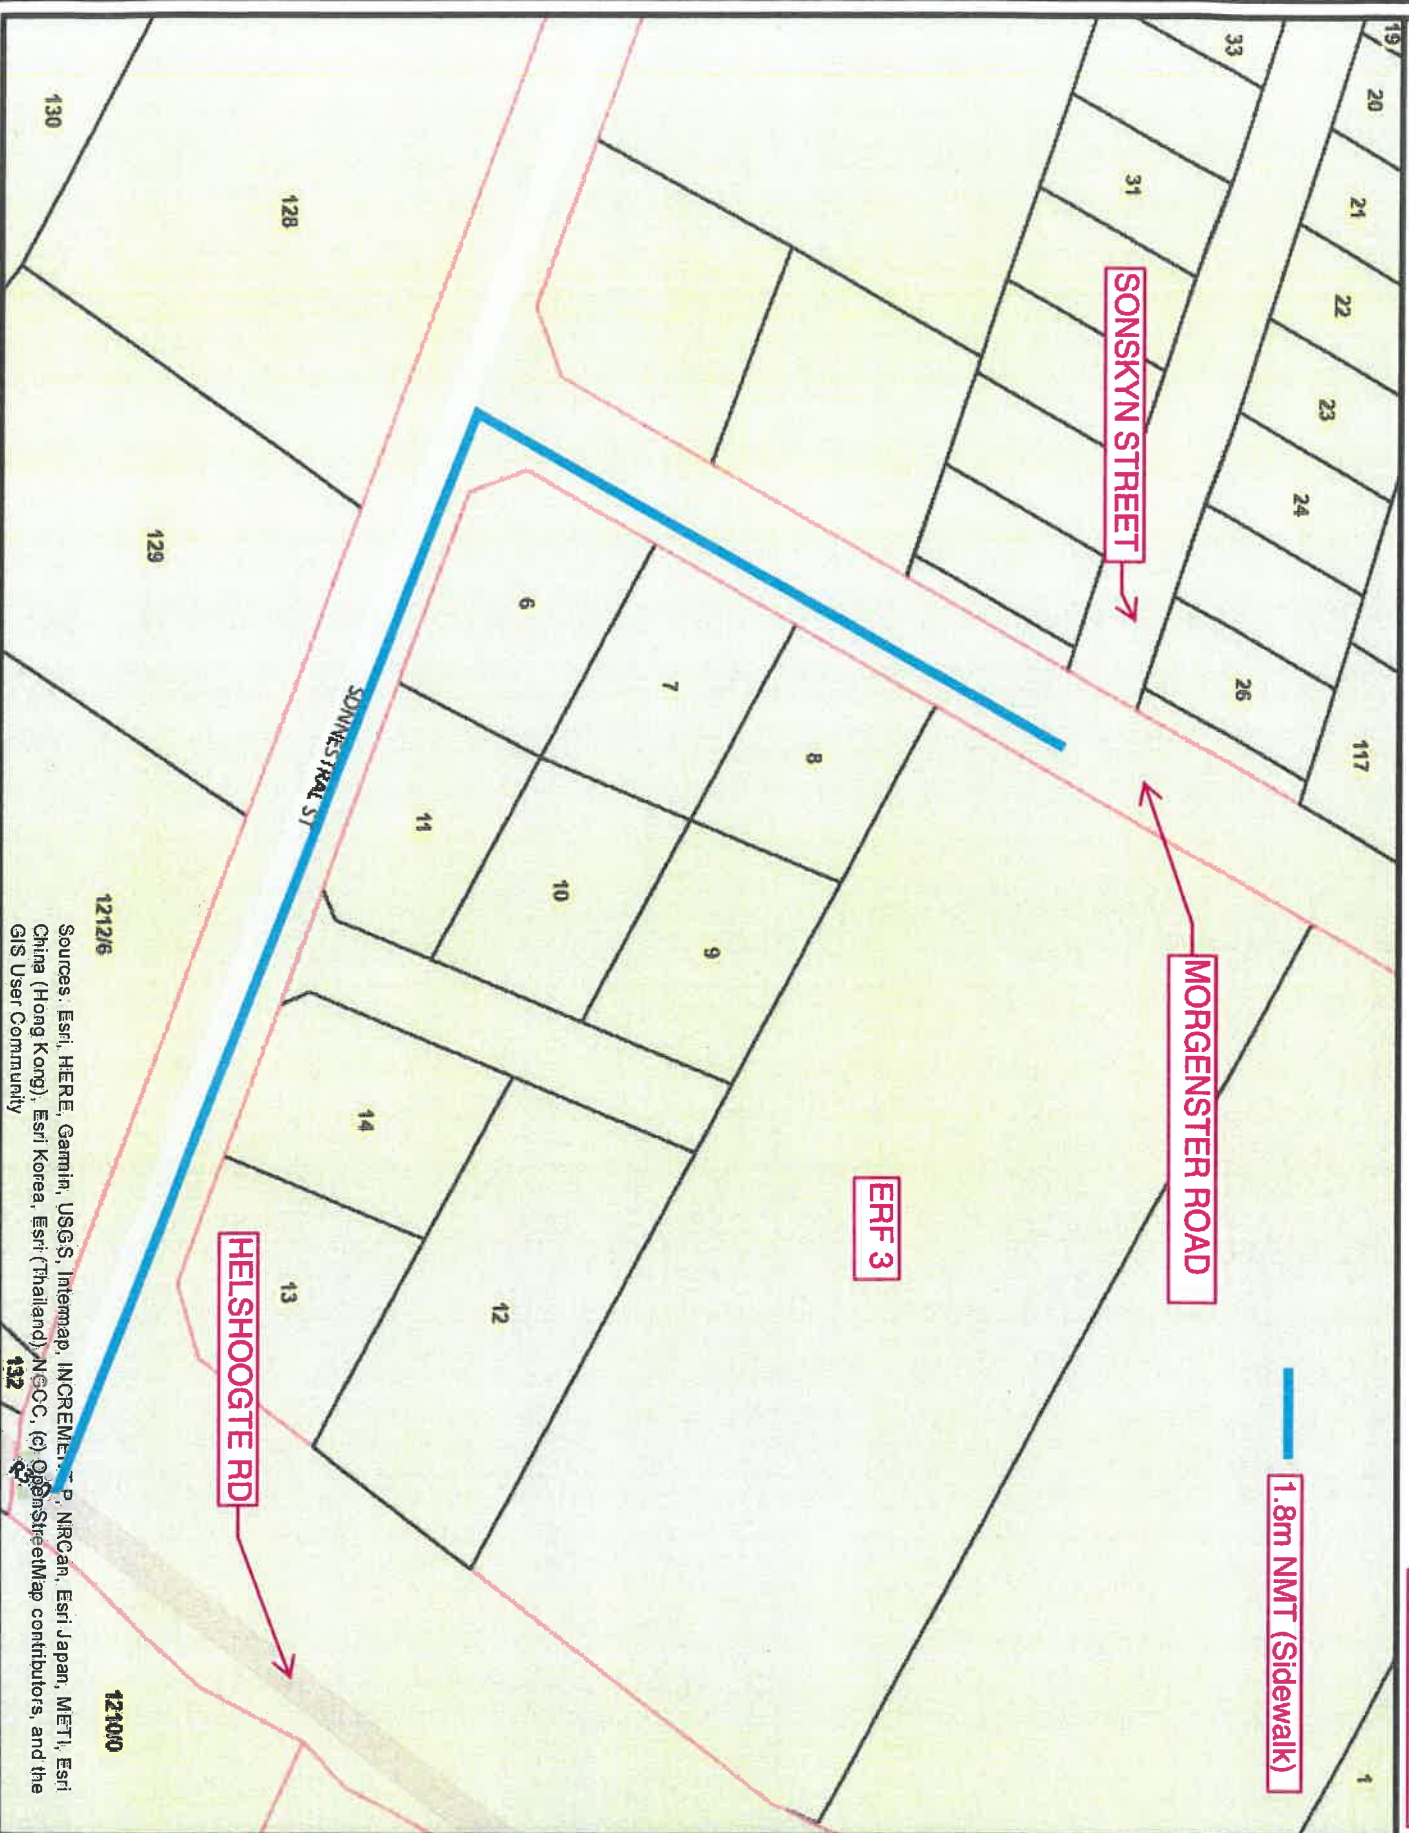 19
20
21
22
23
24
26
117
1
33
31
SONSKYN STREET
MORGENSTER ROAD
1.8m NMT (Sidewalk)
ERF 3
HELSHOOGTE RD
8
9
7
10
6
11
12
14
13
SONNESTRAAL ST
128
130
129
1212/6
1210/0
132
Sources: Esri, HERE, Garmin, USGS, Intermap, INCREMENT P, NRCan, Esri Japan, METI, Esri
China (Hong Kong), Esri Korea, Esri (Thailand), NGCC, (c) OpenStreetMap contributors, and the
GIS User Community